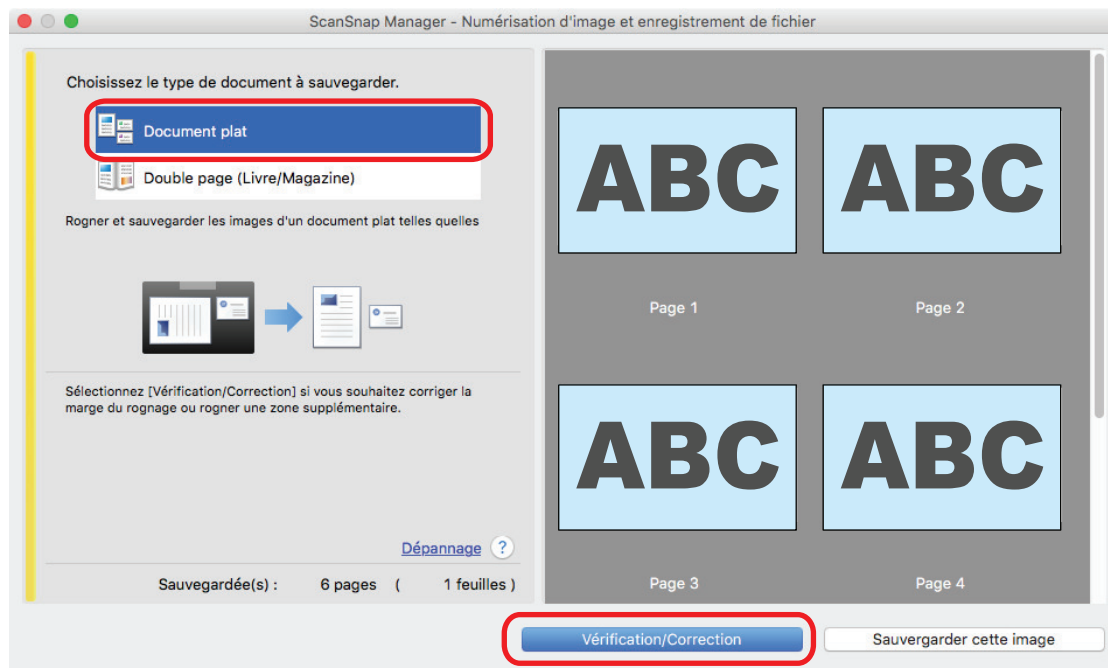 ScanSnap Manager - Numérisation d'image et enregistrement de fichier
Choisissez le type de document à sauvegarder.
Document plat
Double page (Livre/Magazine)
Rogner et sauvegarder les images d'un document plat telles quelles
Sélectionnez [Vérification/Correction] si vous souhaitez corriger la
marge du rognage ou rogner une zone supplémentaire.
Dépannage ?
Sauvegardée(s) : 6 pages ( 1 feuilles )
ABC ABC
Page 1 Page 2
ABC ABC
Page 3 Page 4
Vérification/Correction Sauvergarder cette image